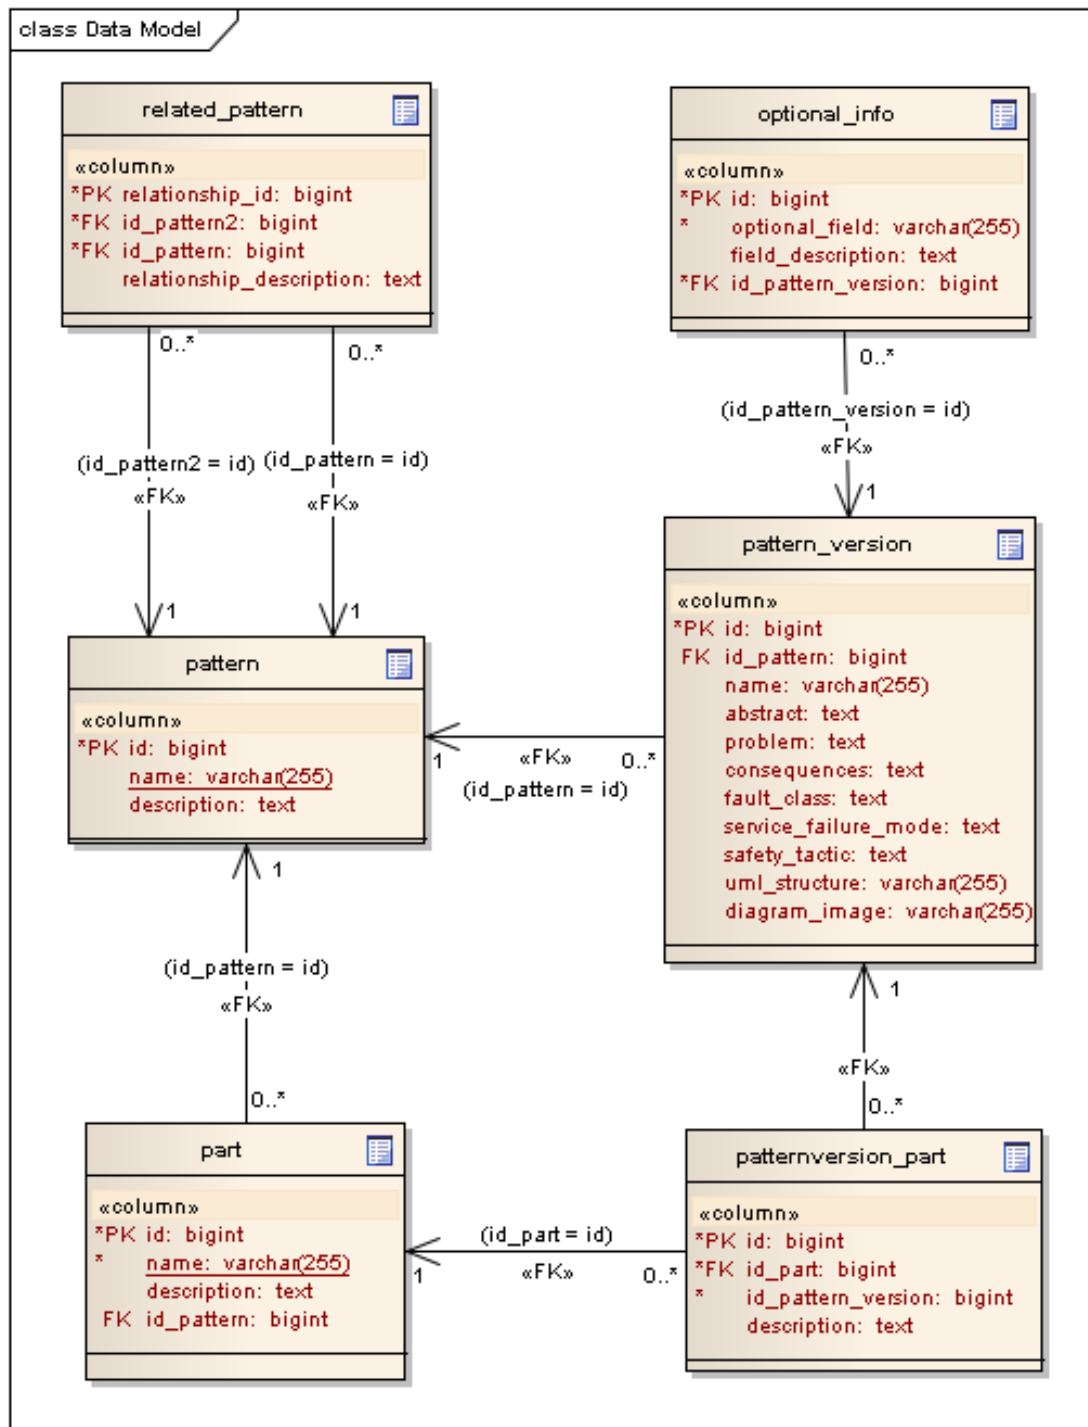 class Data Model
related_pattern
«column»
*PK relationship_id: bigint
*FK id_pattern2: bigint
*FK id_pattern: bigint
relationship_description: text
optional_info
«column»
*PK id: bigint
* optional_field: varchar(255)
field_description: text
*FK id_pattern_version: bigint
0..*
0..*
(id_pattern2 = id)
«FK»
(id_pattern = id)
«FK»
1
1
0..*
(id_pattern_version = id)
«FK»
1
pattern
«column»
*PK id: bigint
name: varchar(255)
description: text
1
«FK»
0..*
(id_pattern = id)
pattern_version
«column»
*PK id: bigint
FK id_pattern: bigint
name: varchar(255)
abstract: text
problem: text
consequences: text
fault_class: text
service_failure_mode: text
safety_tactic: text
uml_structure: varchar(255)
diagram_image: varchar(255)
1
(id_pattern = id)
«FK»
0..*
1
«FK»
0..*
part
«column»
*PK id: bigint
* name: varchar(255)
description: text
FK id_pattern: bigint
(id_part = id)
1
«FK»
0..*
patternversion_part
«column»
*PK id: bigint
*FK id_part: bigint
* id_pattern_version: bigint
description: text